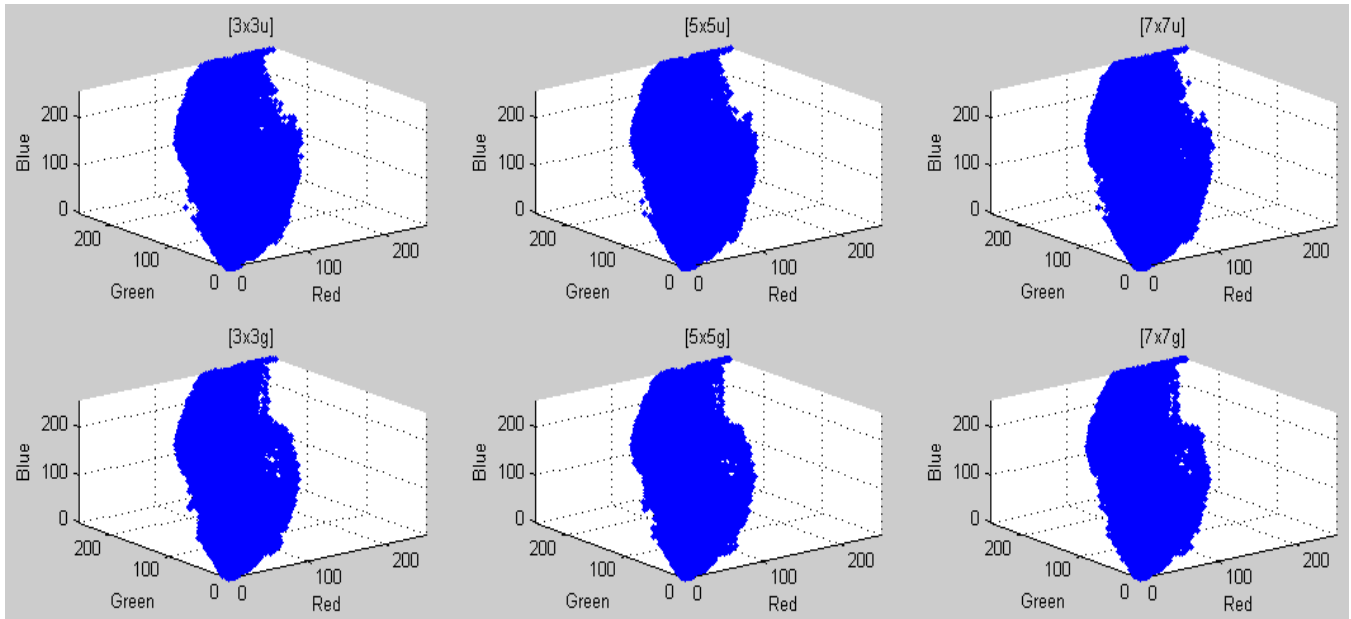 [3x3u] [5x5u] [7x7u]
200 200 200
Blue 100 Blue 100 Blue 100
0 0 0
200 200 200 200 200 200
100 100 100 100 100 100
Green 0 0 Red Green 0 0 Red Green 0 0 Red
[3x3g] [5x5g] [7x7g]
200 200 200
Blue 100 Blue 100 Blue 100
0 0 0
200 200 200 200 200 200
100 100 100 100 100 100
Green 0 0 Red Green 0 0 Red Green 0 0 Red